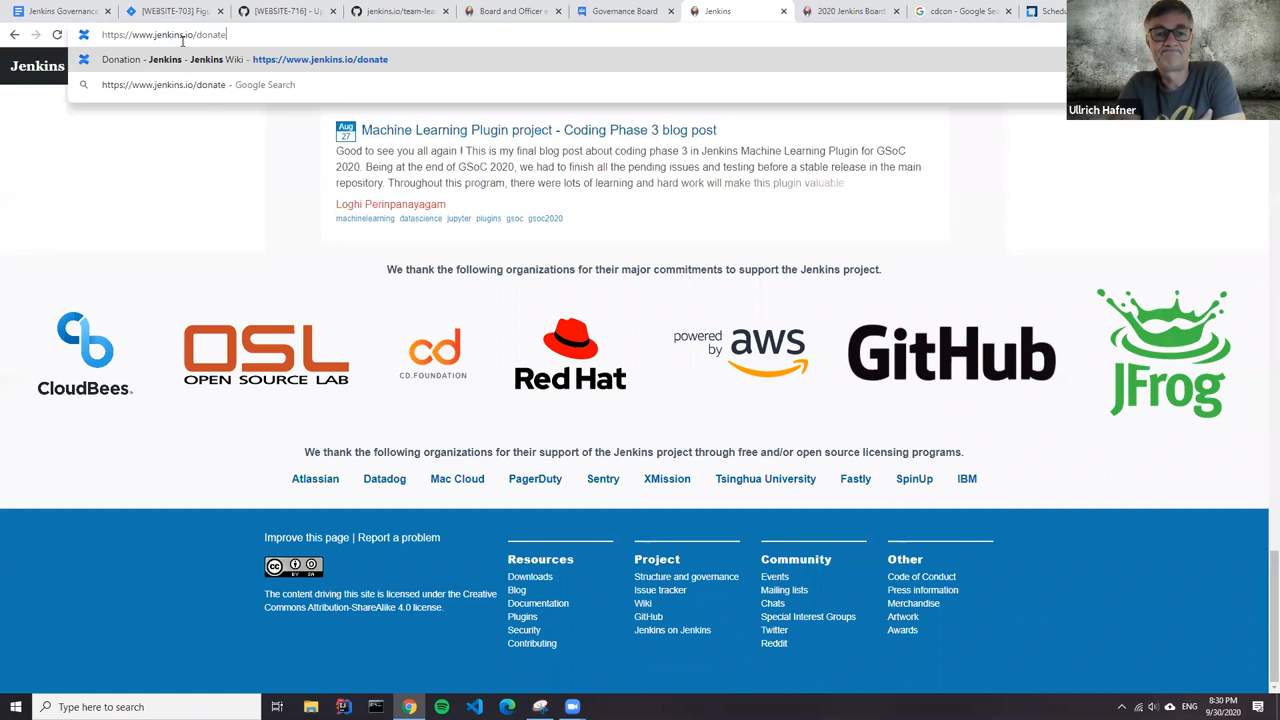 Jenkins Governanc
[WEBSITE-703] Figu
[WEBSITE-716] - Up
jenkins.io/team-lea
Board and Officer e
Governance Board
Jenkins
2020 Jenkins Board
cdcon - Google Sea
Schedu
https://www.jenkins.io/donate
Jenkins
Donation - Jenkins - Jenkins Wiki - https://www.jenkins.io/donate
https://www.jenkins.io/donate - Google Search
Ullrich Hafner
Aug
27
Machine Learning Plugin project - Coding Phase 3 blog post
Good to see you all again ! This is my final blog post about coding phase 3 in Jenkins Machine Learning Plugin for GSoC
2020. Being at the end of GSoC 2020, we had to finish all the pending issues and testing before a stable release in the main
repository. Throughout this program, there were lots of learning and hard work will make this plugin valuable
Loghi Perinpanayagam
machinelearning datascience jupyter plugins gsoc gsoc2020
We thank the following organizations for their major commitments to support the Jenkins project.
CloudBees.
OSL
OPEN SOURCE LAB
cd
CD.FOUNDATION
Red Hat
powered
by
aws
GitHub
JFrog
We thank the following organizations for their support of the Jenkins project through free and/or open source licensing programs.
Atlassian Datadog Mac Cloud PagerDuty Sentry XMission Tsinghua University Fastly SpinUp IBM
Improve this page | Report a problem
cc
BY SA
The content driving this site is licensed under the Creative
Commons Attribution-ShareAlike 4.0 license.
Resources
Downloads
Blog
Documentation
Plugins
Security
Contributing
Project
Structure and governance
Issue tracker
Wiki
GitHub
Jenkins on Jenkins
Community
Events
Mailing lists
Chats
Special Interest Groups
Twitter
Reddit
Other
Code of Conduct
Press information
Merchandise
Artwork
Awards
Type here to search
ENG
8:30 PM
9/30/2020